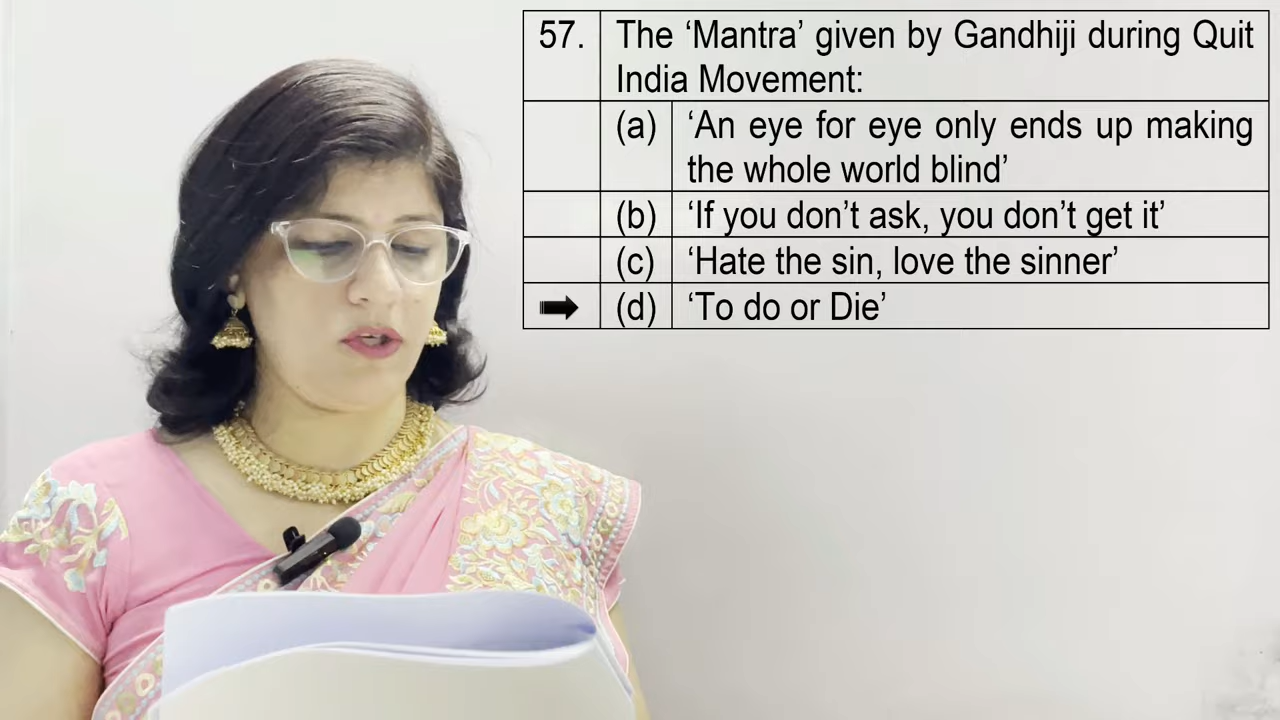 57. The ‘Mantra’ given by Gandhiji during Quit
India Movement:
(a) ‘An eye for eye only ends up making
the whole world blind’
(b) ‘If you don’t ask, you don’t get it’
(c) ‘Hate the sin, love the sinner’
(d) ‘To do or Die’